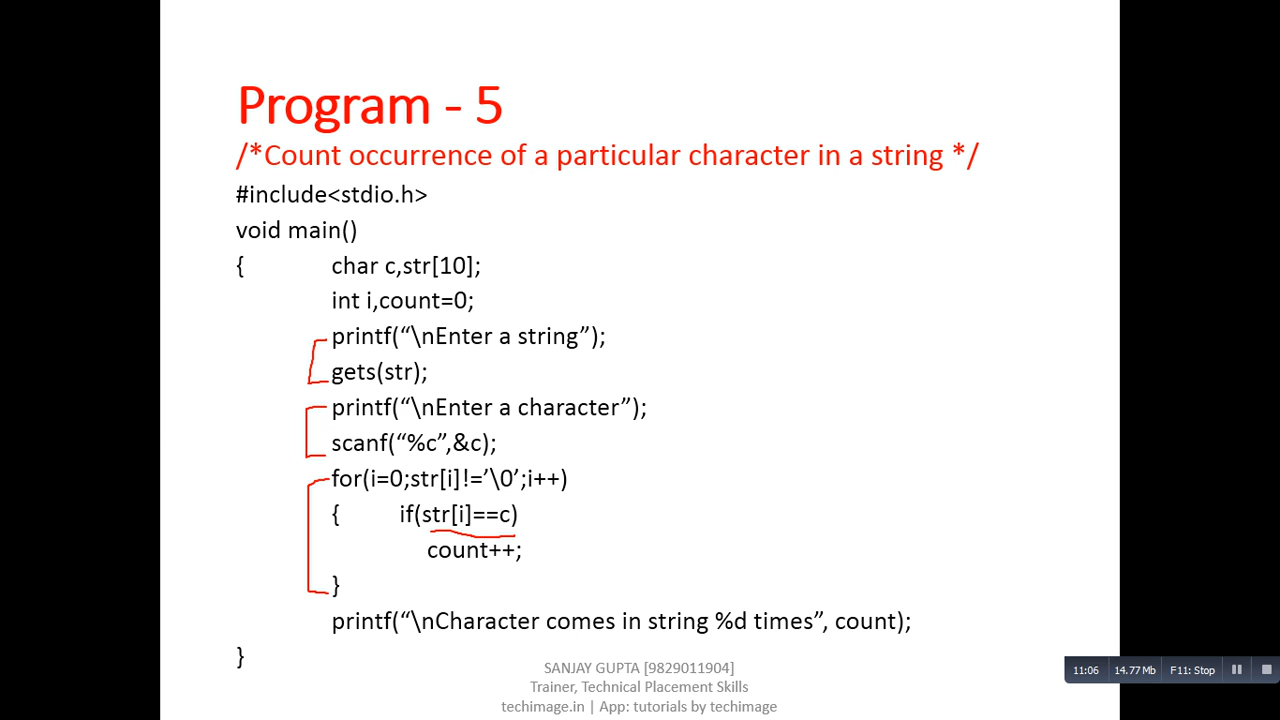 Program - 5
/*Count occurrence of a particular character in a string */
#include<stdio.h>
void main()
{ char c,str[10];
int i,count=0;
printf(“\nEnter a string”);
gets(str);
printf(“\nEnter a character”);
scanf(“%c”,&c);
for(i=0;str[i]!=’\0’;i++)
{ if(str[i]==c)
count++;
}
printf(“\nCharacter comes in string %d times”, count);
}
SANJAY GUPTA [9829011904]
Trainer, Technical Placement Skills
techimage.in | App: tutorials by techimage
11:06 14.77 Mb F11: Stop